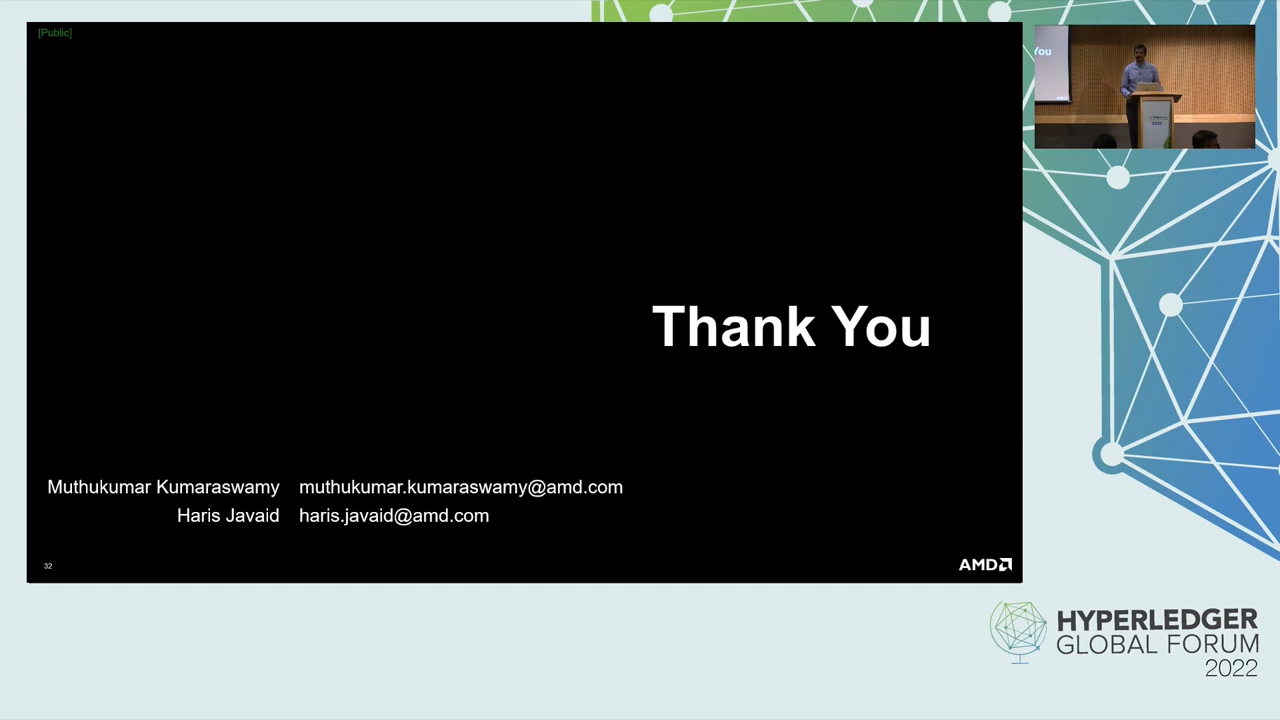 [Public]
You
Thank You
Muthukumar Kumaraswamy muthukumar.kumaraswamy@amd.com
Haris Javaid haris.javaid@amd.com
32
AMD
HYPERLEDGER
GLOBAL FORUM
2022